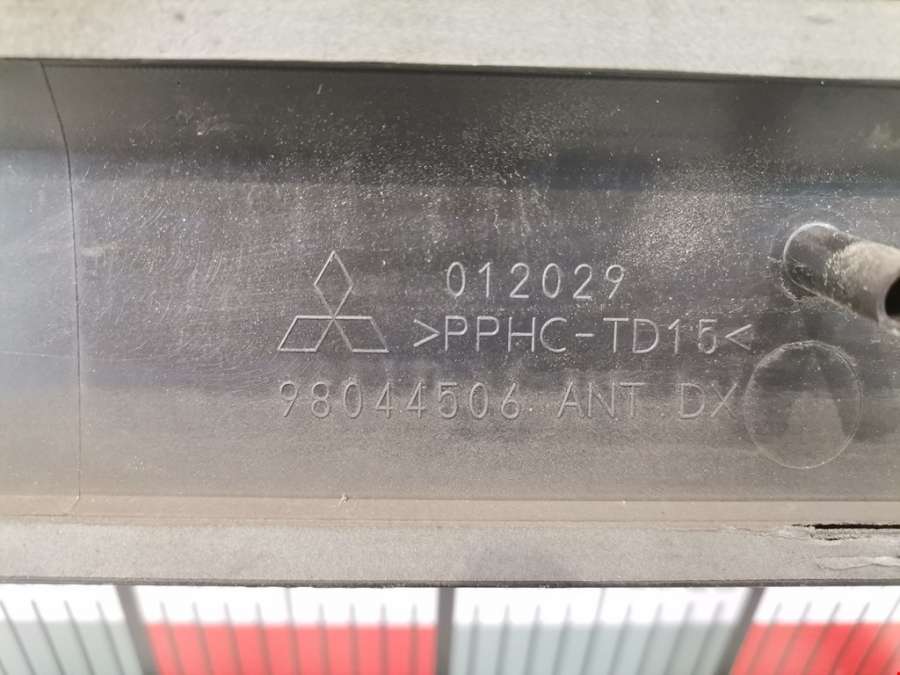 012029
>PPHC-TD15<
98044506 ANT DX